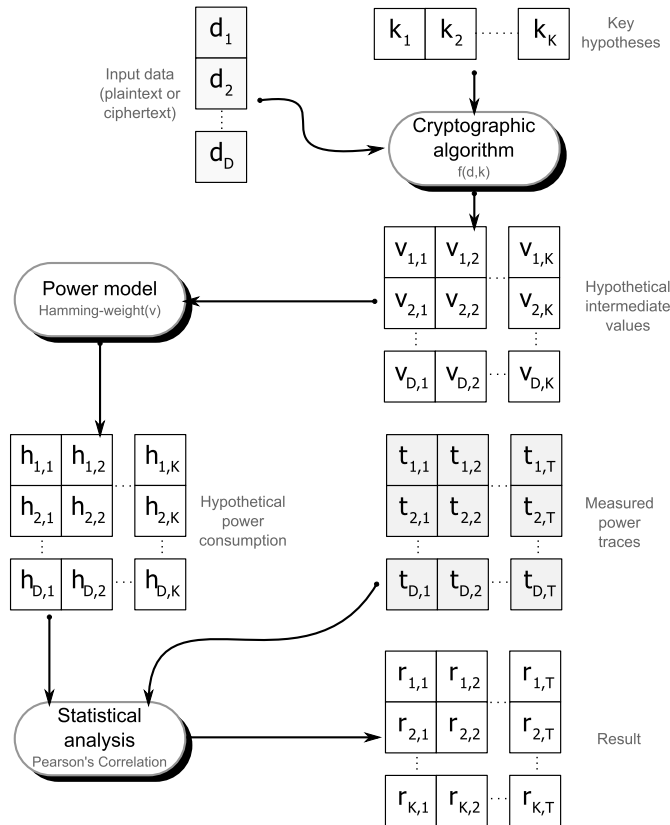 d1
d2
dD
Input data
(plaintext or
ciphertext)
k1 k2 kK
Key
hypotheses
Cryptographic
algorithm
f(d,k)
v1,1 v1,2 v1,K
v2,1 v2,2 v2,K
vD,1 vD,2 vD,K
Hypothetical
intermediate
values
Power model
Hamming-weight(v)
h1,1 h1,2 h1,K
h2,1 h2,2 h2,K
hD,1 hD,2 hD,K
Hypothetical
power
consumption
t1,1 t1,2 t1,T
t2,1 t2,2 t2,T
tD,1 tD,2 tD,T
Measured
power
traces
Statistical
analysis
Pearson's Correlation
r1,1 r1,2 r1,T
r2,1 r2,2 r2,T
rK,1 rK,2 rK,T
Result